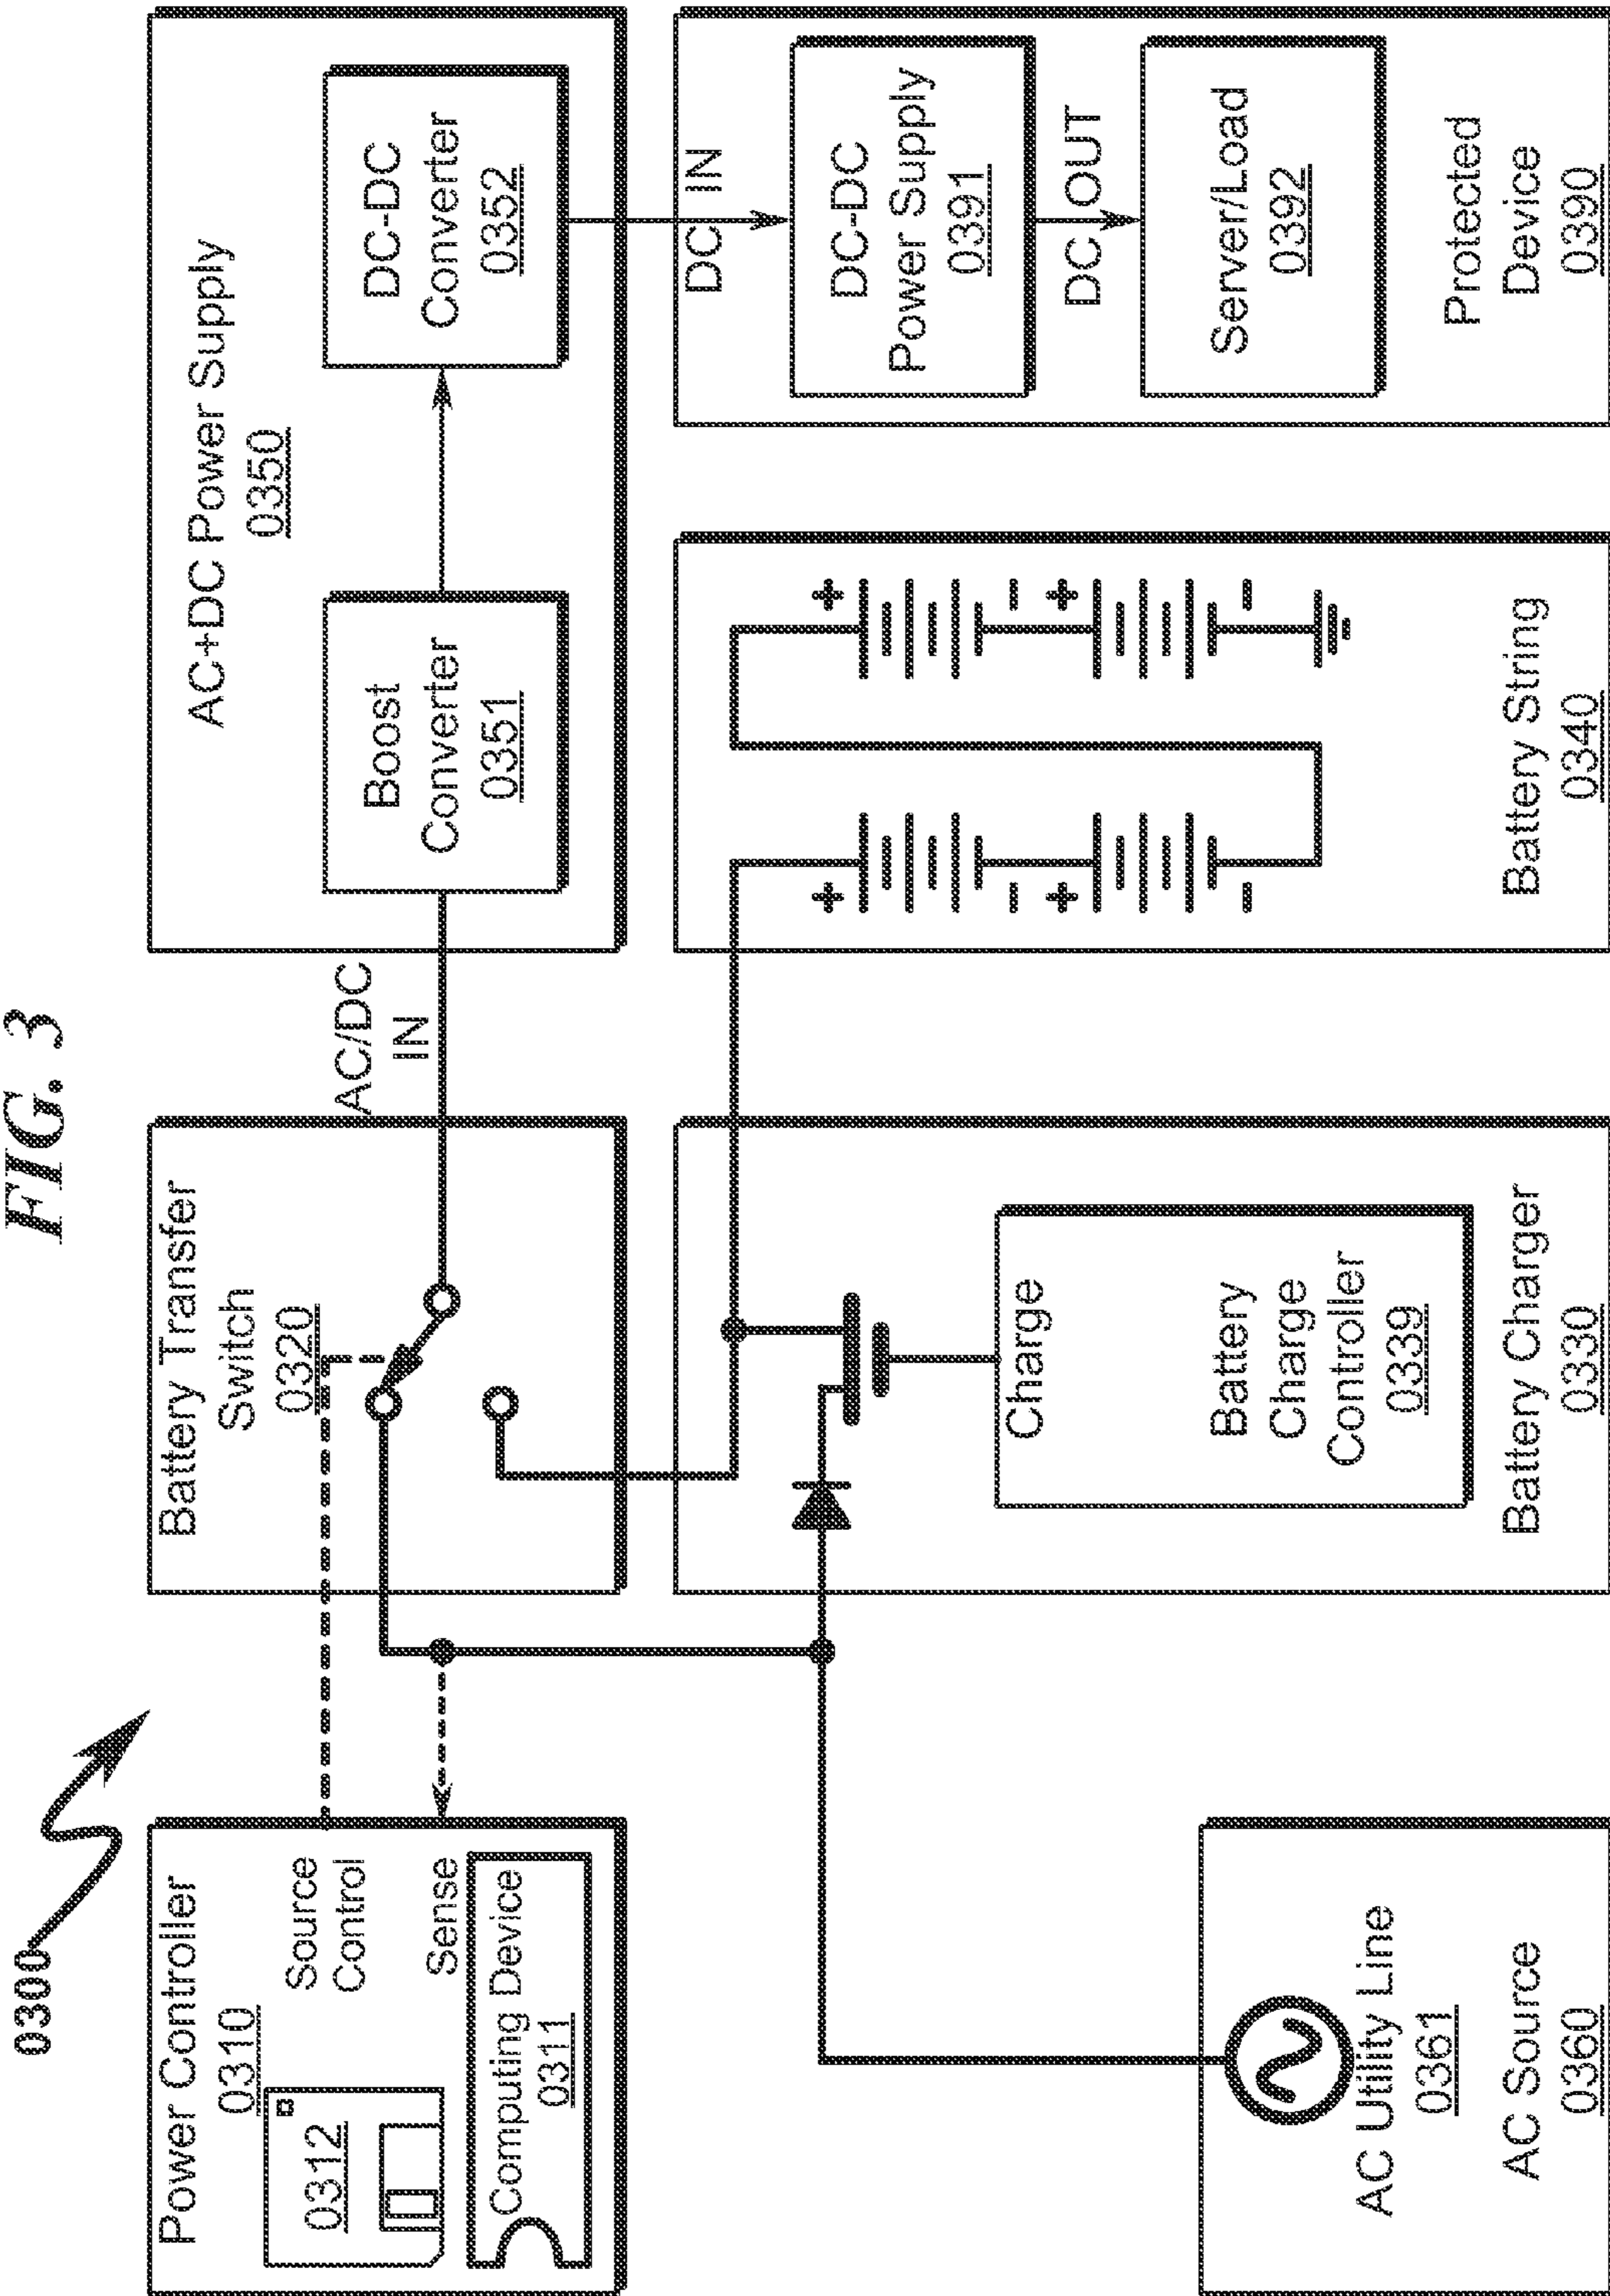 FIG. 3
0300
Power Controller
0310
0312
Source
Control
Sense
Computing Device
0311
Battery Transfer
Switch
0320
AC/DC
IN
AC+DC Power Supply
0350
Boost
Converter
0351
DC-DC
Converter
0352
AC Utility Line
0361
AC Source
0360
Charge
Battery
Charge
Controller
0339
Battery Charger
0330
+
-
+
-
+
-
+
-
Battery String
0340
DC IN
DC-DC
Power Supply
0391
DC OUT
Server/Load
0392
Protected
Device
0390